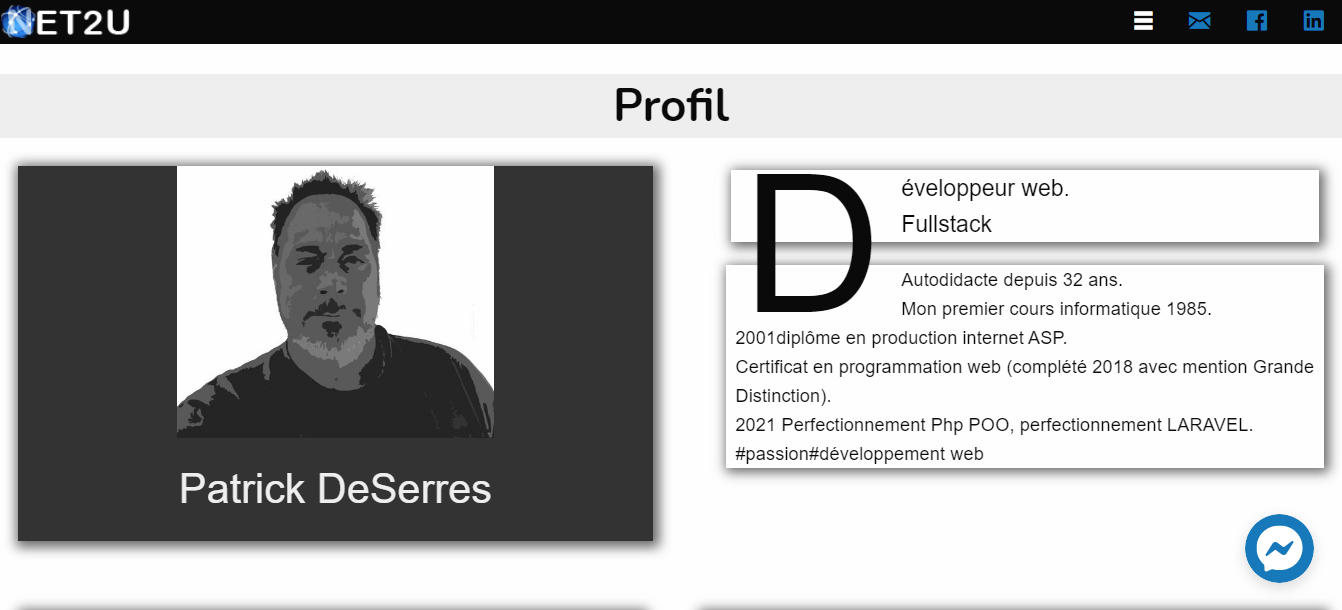 NET2U
Profil
Patrick DeSerres
Développeur web.
Fullstack
Autodidacte depuis 32 ans.
Mon premier cours informatique 1985.
2001diplôme en production internet ASP.
Certificat en programmation web (complété 2018 avec mention Grande
Distinction).
2021 Perfectionnement Php POO, perfectionnement LARAVEL.
#passion#développement web